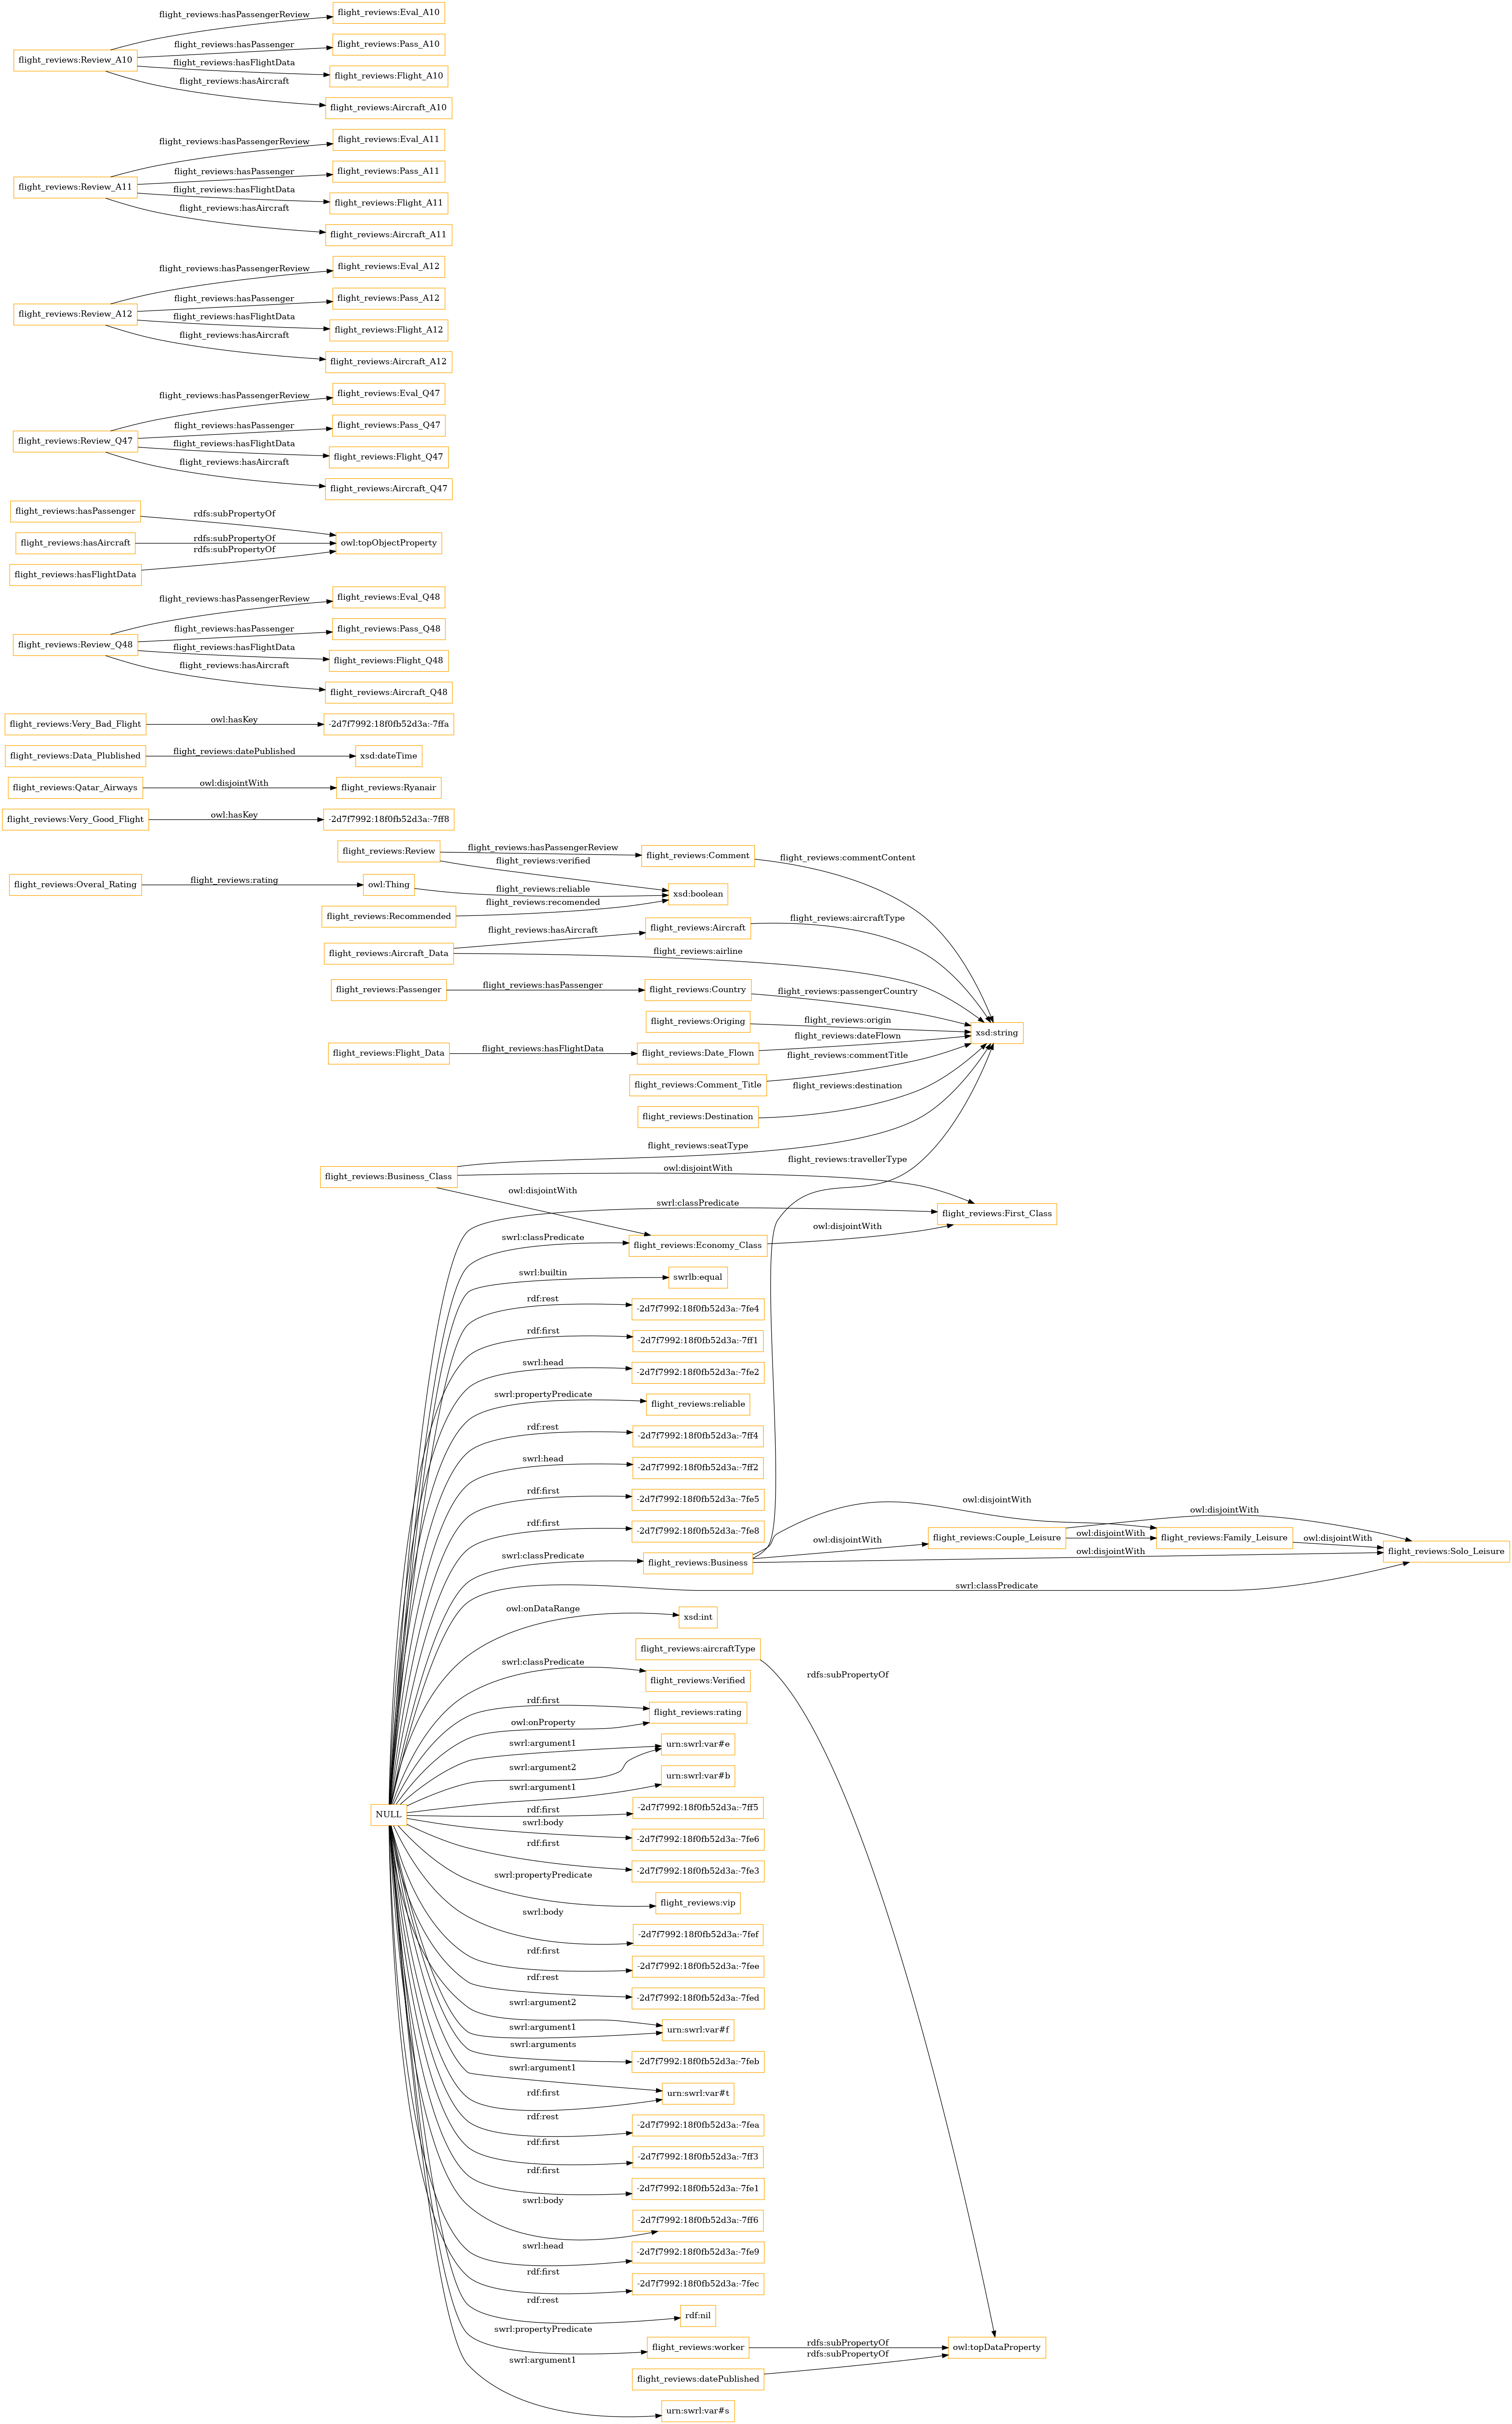 flight_reviews:hasPassengerReview
flight_reviews:Eval_A10
flight_reviews:hasPassenger
flight_reviews:Pass_A10
flight_reviews:Review_A10
flight_reviews:hasFlightData
flight_reviews:Flight_A10
flight_reviews:hasAircraft
flight_reviews:Aircraft_A10
flight_reviews:hasPassengerReview
flight_reviews:Eval_A11
flight_reviews:hasPassenger
flight_reviews:Pass_A11
flight_reviews:Review_A11
flight_reviews:hasFlightData
flight_reviews:Flight_A11
flight_reviews:hasAircraft
flight_reviews:Aircraft_A11
flight_reviews:hasPassengerReview
flight_reviews:Eval_A12
flight_reviews:hasPassenger
flight_reviews:Pass_A12
flight_reviews:Review_A12
flight_reviews:hasFlightData
flight_reviews:Flight_A12
flight_reviews:hasAircraft
flight_reviews:Aircraft_A12
flight_reviews:hasPassengerReview
flight_reviews:Eval_Q47
flight_reviews:hasPassenger
flight_reviews:Pass_Q47
flight_reviews:Review_Q47
flight_reviews:hasFlightData
flight_reviews:Flight_Q47
flight_reviews:hasAircraft
flight_reviews:Aircraft_Q47
flight_reviews:hasPassenger
rdfs:subPropertyOf
flight_reviews:hasAircraft
rdfs:subPropertyOf
owl:topObjectProperty
rdfs:subPropertyOf
flight_reviews:hasFlightData
flight_reviews:hasPassengerReview
flight_reviews:Eval_Q48
flight_reviews:hasPassenger
flight_reviews:Pass_Q48
flight_reviews:Review_Q48
flight_reviews:hasFlightData
flight_reviews:Flight_Q48
flight_reviews:hasAircraft
flight_reviews:Aircraft_Q48
flight_reviews:Very_Bad_Flight
owl:hasKey
-2d7f7992:18f0fb52d3a:-7ffa
flight_reviews:Data_Plublished
flight_reviews:datePublished
xsd:dateTime
flight_reviews:Qatar_Airways
owl:disjointWith
flight_reviews:Ryanair
flight_reviews:Very_Good_Flight
owl:hasKey
-2d7f7992:18f0fb52d3a:-7ff8
flight_reviews:Review
flight_reviews:hasPassengerReview
flight_reviews:Comment
flight_reviews:commentContent
flight_reviews:verified
flight_reviews:Overal_Rating
flight_reviews:rating
owl:Thing
flight_reviews:reliable
xsd:boolean
flight_reviews:Recommended
flight_reviews:recomended
flight_reviews:hasAircraft
flight_reviews:Aircraft
flight_reviews:aircraftType
flight_reviews:Aircraft_Data
flight_reviews:airline
flight_reviews:Passenger
flight_reviews:hasPassenger
flight_reviews:Country
flight_reviews:passengerCountry
flight_reviews:Origing
flight_reviews:origin
xsd:string
flight_reviews:Flight_Data
flight_reviews:hasFlightData
flight_reviews:Date_Flown
flight_reviews:dateFlown
flight_reviews:commentTitle
flight_reviews:Comment_Title
flight_reviews:destination
flight_reviews:Destination
flight_reviews:seatType
flight_reviews:travellerType
flight_reviews:Business_Class
owl:disjointWith
owl:disjointWith
swrl:classPredicate
flight_reviews:First_Class
owl:disjointWith
swrl:classPredicate
flight_reviews:Economy_Class
swrl:builtin
swrlb:equal
rdf:rest
-2d7f7992:18f0fb52d3a:-7fe4
rdf:first
-2d7f7992:18f0fb52d3a:-7ff1
swrl:head
-2d7f7992:18f0fb52d3a:-7fe2
swrl:propertyPredicate
flight_reviews:reliable
rdf:rest
-2d7f7992:18f0fb52d3a:-7ff4
swrl:head
-2d7f7992:18f0fb52d3a:-7ff2
rdf:first
-2d7f7992:18f0fb52d3a:-7fe5
rdf:first
-2d7f7992:18f0fb52d3a:-7fe8
swrl:classPredicate
flight_reviews:Business
owl:disjointWith
owl:disjointWith
flight_reviews:Couple_Leisure
owl:disjointWith
owl:disjointWith
flight_reviews:Family_Leisure
owl:disjointWith
owl:disjointWith
flight_reviews:Solo_Leisure
swrl:classPredicate
owl:onDataRange
xsd:int
flight_reviews:aircraftType
rdfs:subPropertyOf
swrl:classPredicate
flight_reviews:Verified
rdf:first
flight_reviews:rating
owl:onProperty
swrl:argument1
urn:swrl:var#e
swrl:argument2
swrl:argument1
urn:swrl:var#b
NULL
rdf:first
-2d7f7992:18f0fb52d3a:-7ff5
swrl:body
-2d7f7992:18f0fb52d3a:-7fe6
rdf:first
-2d7f7992:18f0fb52d3a:-7fe3
swrl:propertyPredicate
flight_reviews:vip
swrl:body
-2d7f7992:18f0fb52d3a:-7fef
rdf:first
-2d7f7992:18f0fb52d3a:-7fee
rdf:rest
-2d7f7992:18f0fb52d3a:-7fed
swrl:argument2
swrl:argument1
urn:swrl:var#f
swrl:arguments
-2d7f7992:18f0fb52d3a:-7feb
swrl:argument1
urn:swrl:var#t
rdf:first
rdf:rest
-2d7f7992:18f0fb52d3a:-7fea
rdf:first
-2d7f7992:18f0fb52d3a:-7ff3
rdf:first
-2d7f7992:18f0fb52d3a:-7fe1
swrl:body
-2d7f7992:18f0fb52d3a:-7ff6
swrl:head
-2d7f7992:18f0fb52d3a:-7fe9
rdf:first
-2d7f7992:18f0fb52d3a:-7fec
rdf:rest
rdf:nil
swrl:propertyPredicate
flight_reviews:worker
rdfs:subPropertyOf
owl:topDataProperty
rdfs:subPropertyOf
flight_reviews:datePublished
swrl:argument1
urn:swrl:var#s